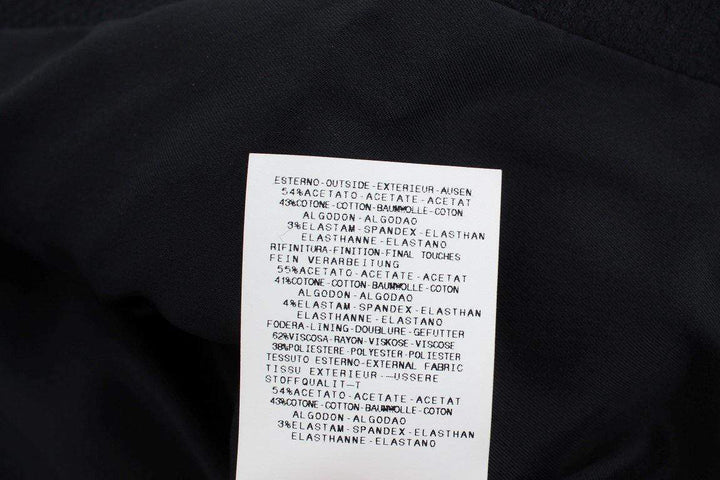 ESTERNO-OUTSIDE-EXTERIEUR-AUSEN
54%ACETATO-ACETATE-ACETAT
43%COTONE-COTTON-BAUMWOLLE-COTON
ALGODON-ALGODAO
3%ELASTAM-SPANDEX-ELASTHAN
ELASTHANNE-ELASTANO
RIFINITURA-FINITION-FINAL TOUCHES
FEIN VERARBEITUNG
55%ACETATO-ACETATE-ACETAT
41%COTONE-COTTON-BAUMWOLLE-COTON
ALGODON-ALGODAO
4%ELASTAM-SPANDEX-ELASTHAN
ELASTHANNE-ELASTANO
FODERA-LINING-DOUBLURE-GEFUTTER
62%VISCOSA-RAYON-VISKOSE-VISCOSE
38%POLIESTERE-POLYESTER-POLIESTER
TESSUTO ESTERNO-EXTERNAL FABRIC
TISSU EXTERIEUR-—USSERE
STOFFQUALIT—T
54%ACETATO-ACETATE-ACETAT
43%COTONE-COTTON-BAUMWOLLE-COTON
ALGODON-ALGODAO
3%ELASTAM-SPANDEX-ELASTHAN
ELASTHANNE-ELASTANO